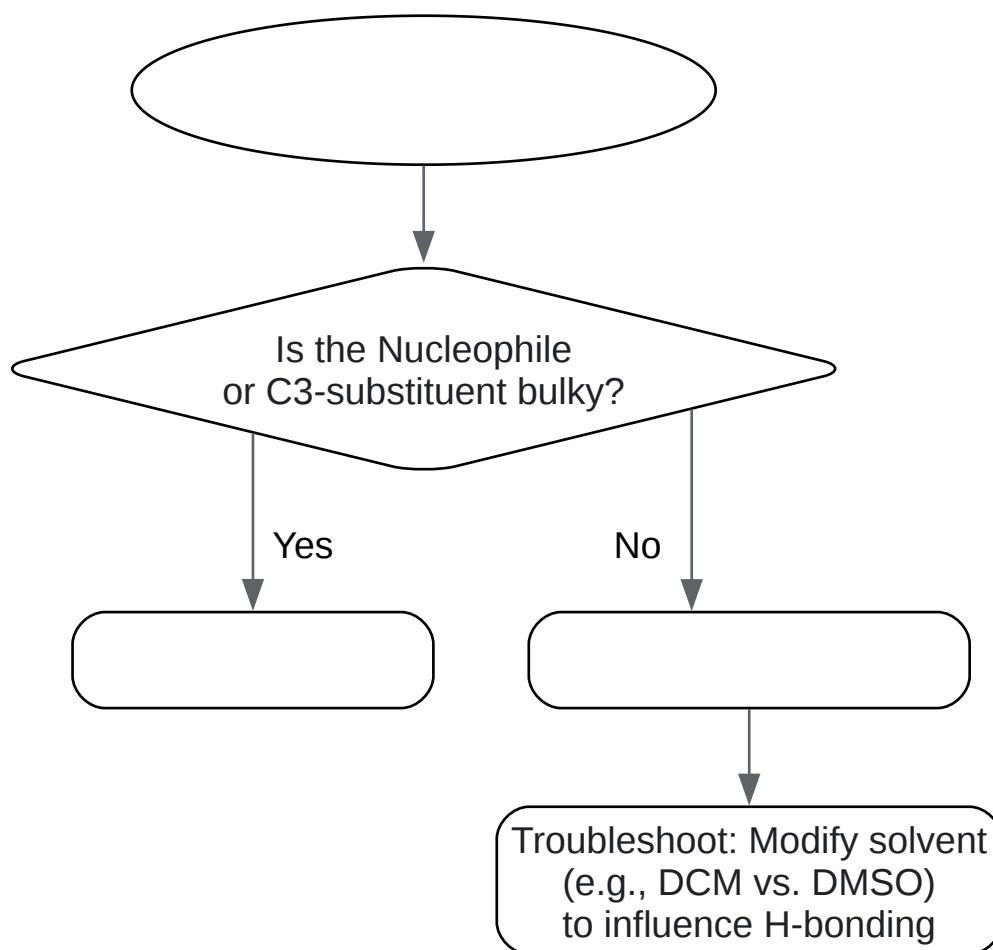 Is the Nucleophile
or C3-substituent bulky?
Yes
No
Troubleshoot: Modify solvent
(e.g., DCM vs. DMSO)
to influence H-bonding